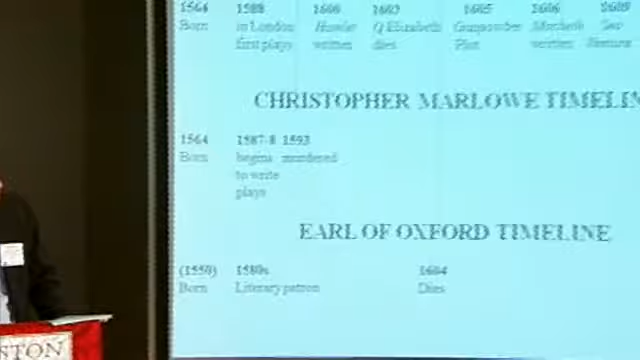 1564 1588 1600 1603 1605 1606 1609
Born in London Hamlet Q Elizabeth Gunpowder Macbeth
first plays written dies Plot written
CHRISTOPHER MARLOWE TIMELIN
1564 1587-8 1593
Born begins murdered
to write
plays
EARL OF OXFORD TIMELINE
(1550) 1580s 1604
Born Literary patron Dies
STON